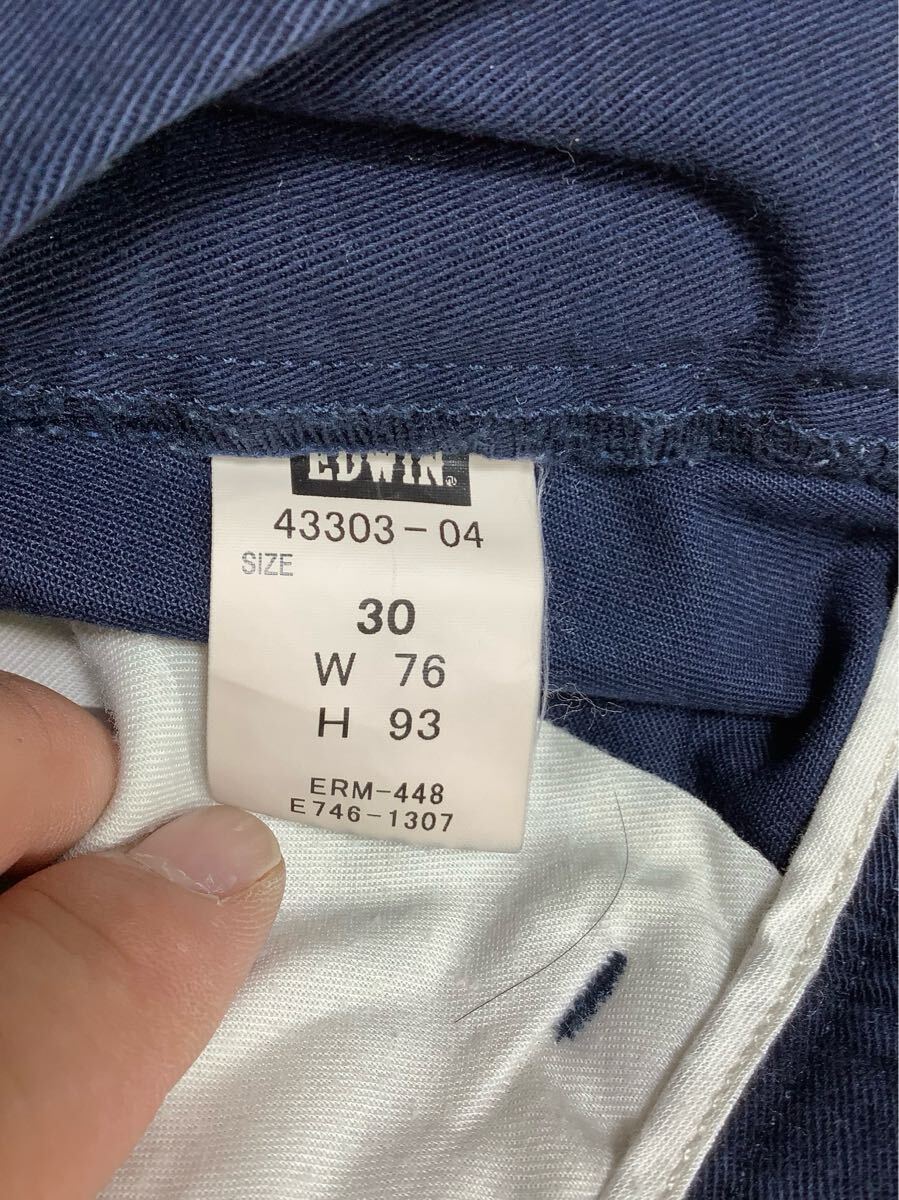 EDWIN®
43303-04
SIZE
30
W 76
H 93
ERM-448
E746-1307